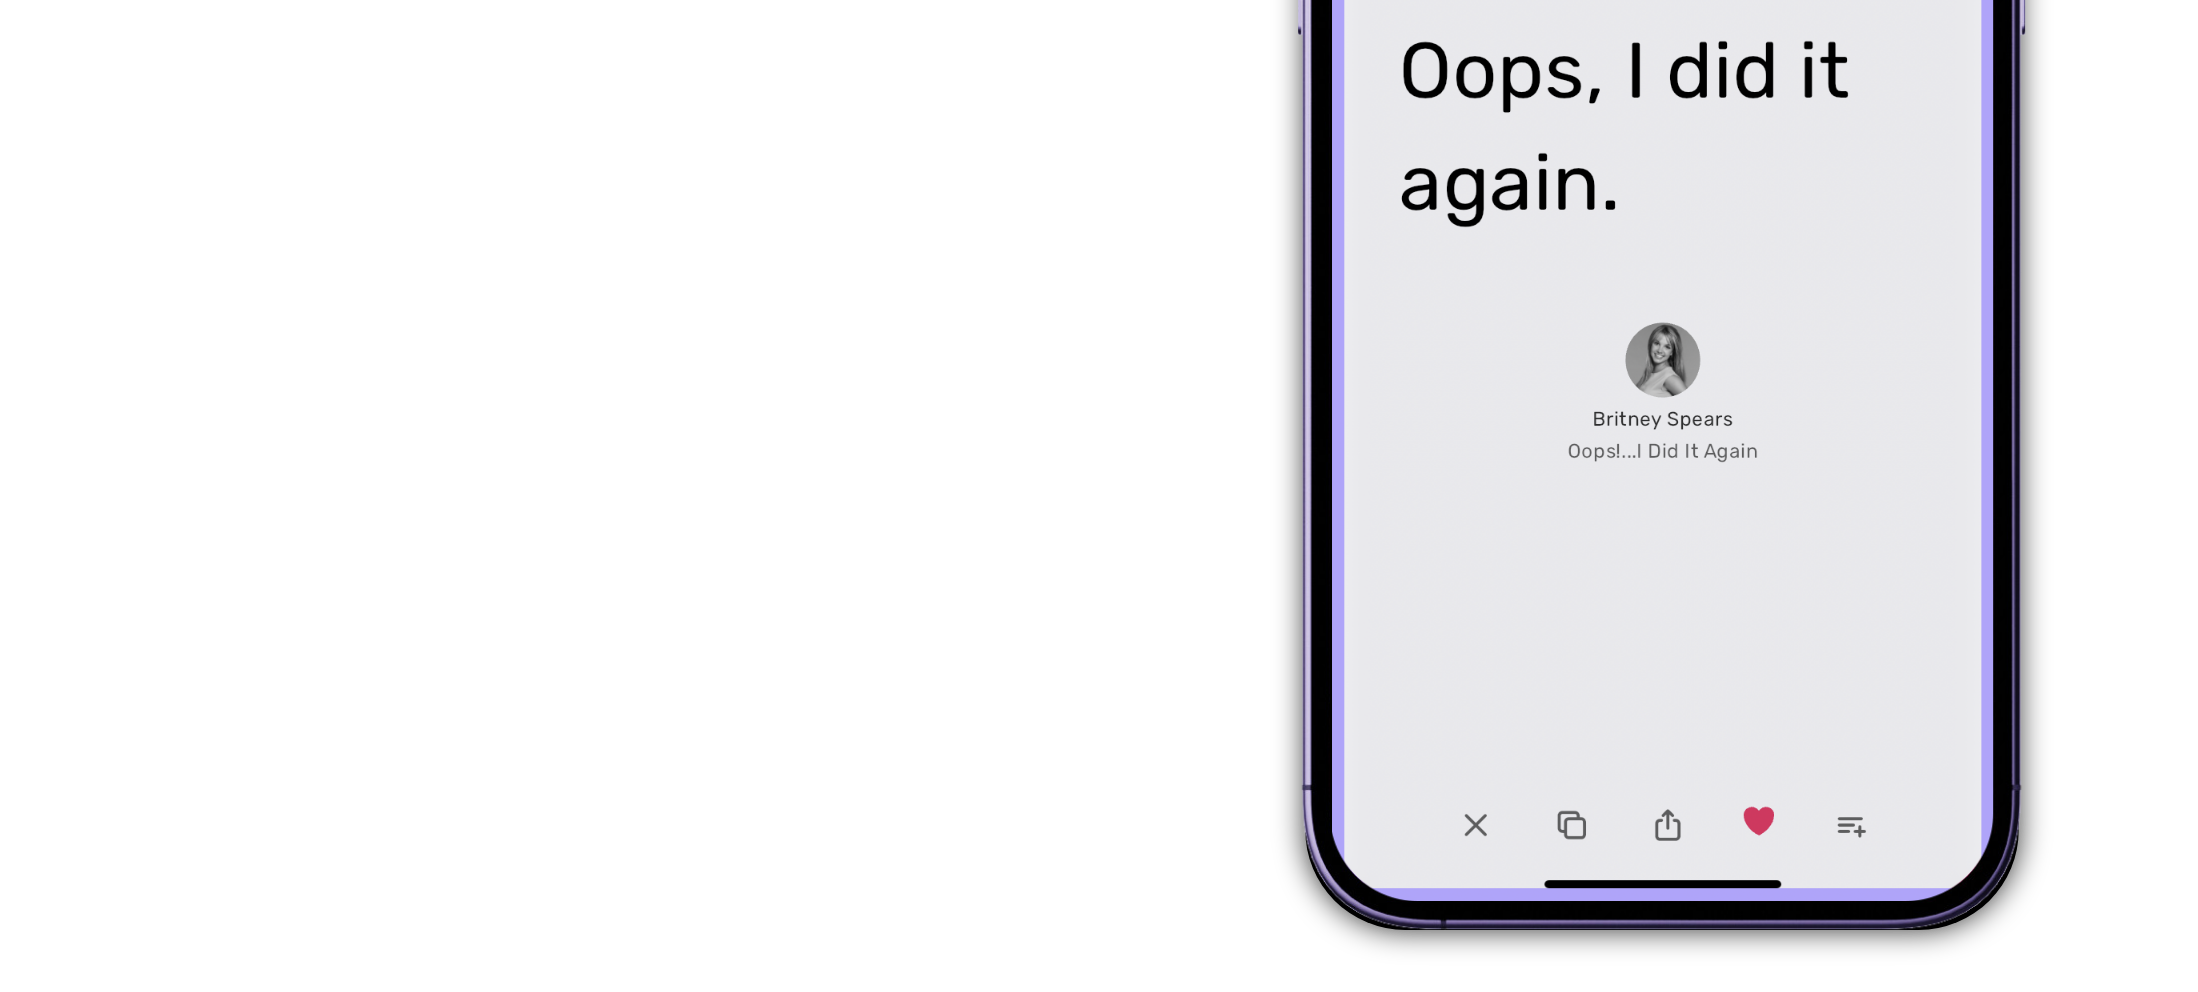 Oops, I did it
again.
Britney Spears
Oops!...I Did It Again